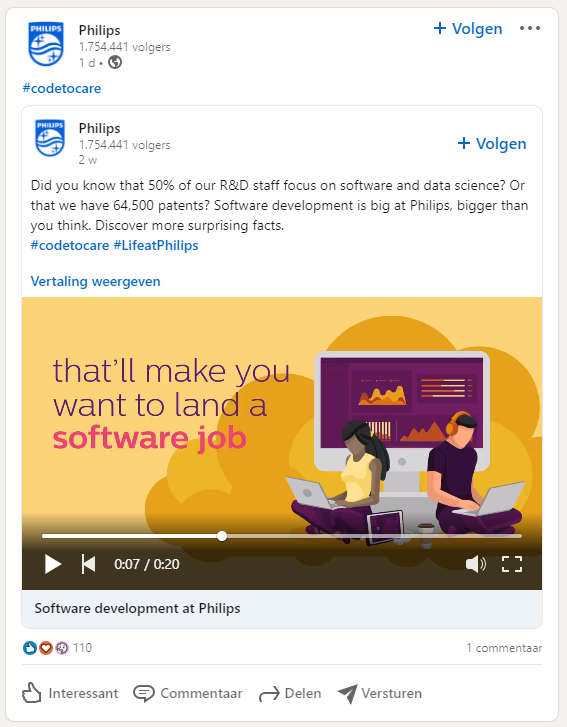 PHILIPS
Philips
1.754.441 volgers
1 d •
+ Volgen
#codetocare
PHILIPS
Philips
1.754.441 volgers
2 w
+ Volgen
Did you know that 50% of our R&D staff focus on software and data science? Or
that we have 64,500 patents? Software development is big at Philips, bigger than
you think. Discover more surprising facts.
#codetocare #LifeatPhilips
Vertaling weergeven
that'll make you
want to land a
software job
0:07 / 0:20
Software development at Philips
110
1 commentaar
Interessant
Commentaar
Delen
Versturen